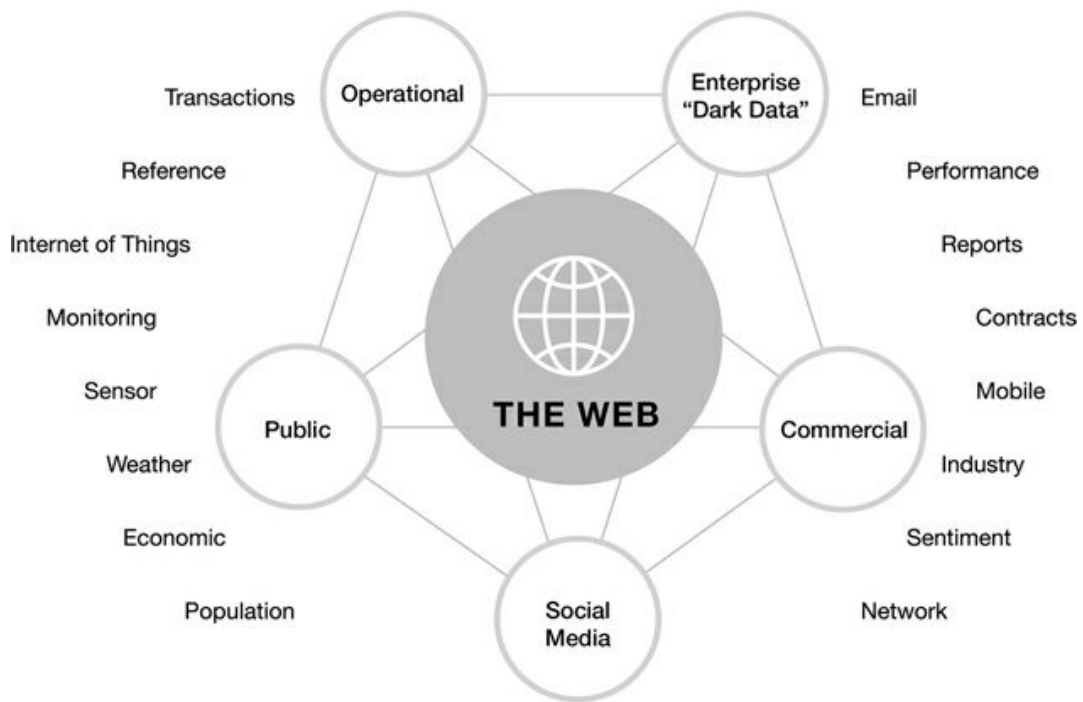 Operational
Enterprise
“Dark Data”
Transactions
Email
Reference
Performance
Internet of Things
Reports
Monitoring
Contracts
Sensor
Mobile
THE WEB
Public
Commercial
Weather
Industry
Economic
Sentiment
Population
Network
Social
Media